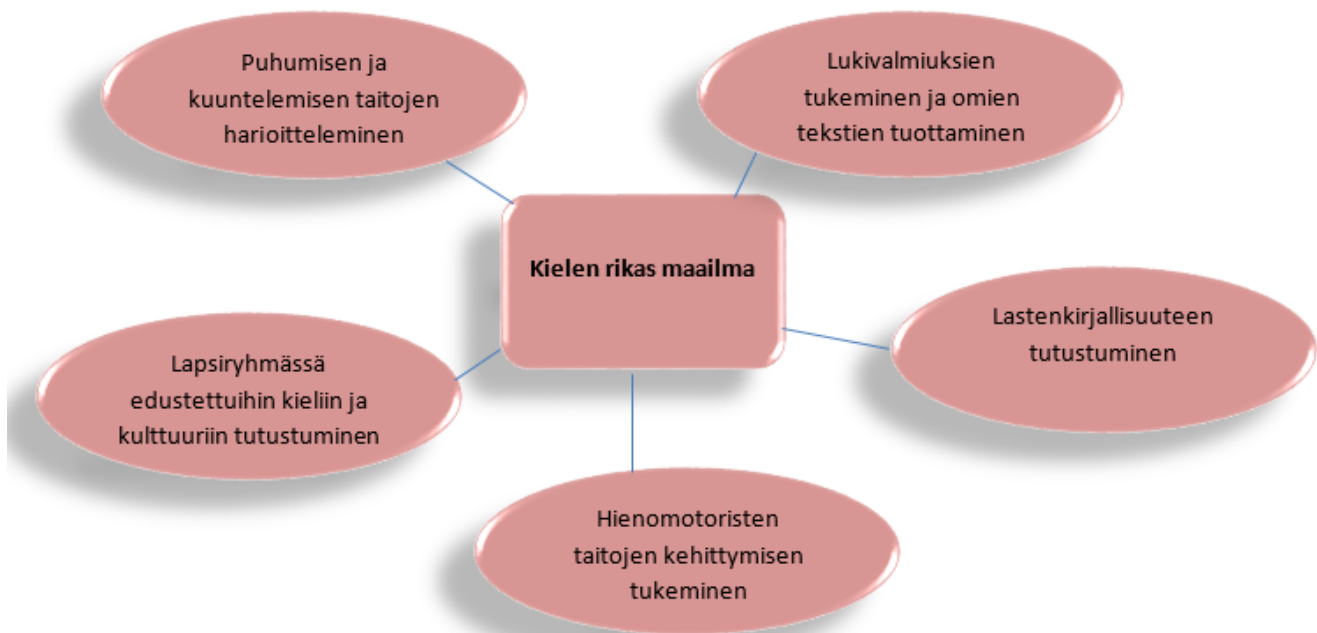 Puhumisen ja
kuuntelemisen taitojen
harioitteleminen
Lukivalmiuksien
tukeminen ja omien
tekstien tuottaminen
Kielen rikas maailma
Lastenkirjallisuuteen
tutustuminen
Lapsiryhmässä
edustettuihin kieliin ja
kulttuuriin tutustuminen
Hienomotoristen
taitojen kehittymisen
tukeminen